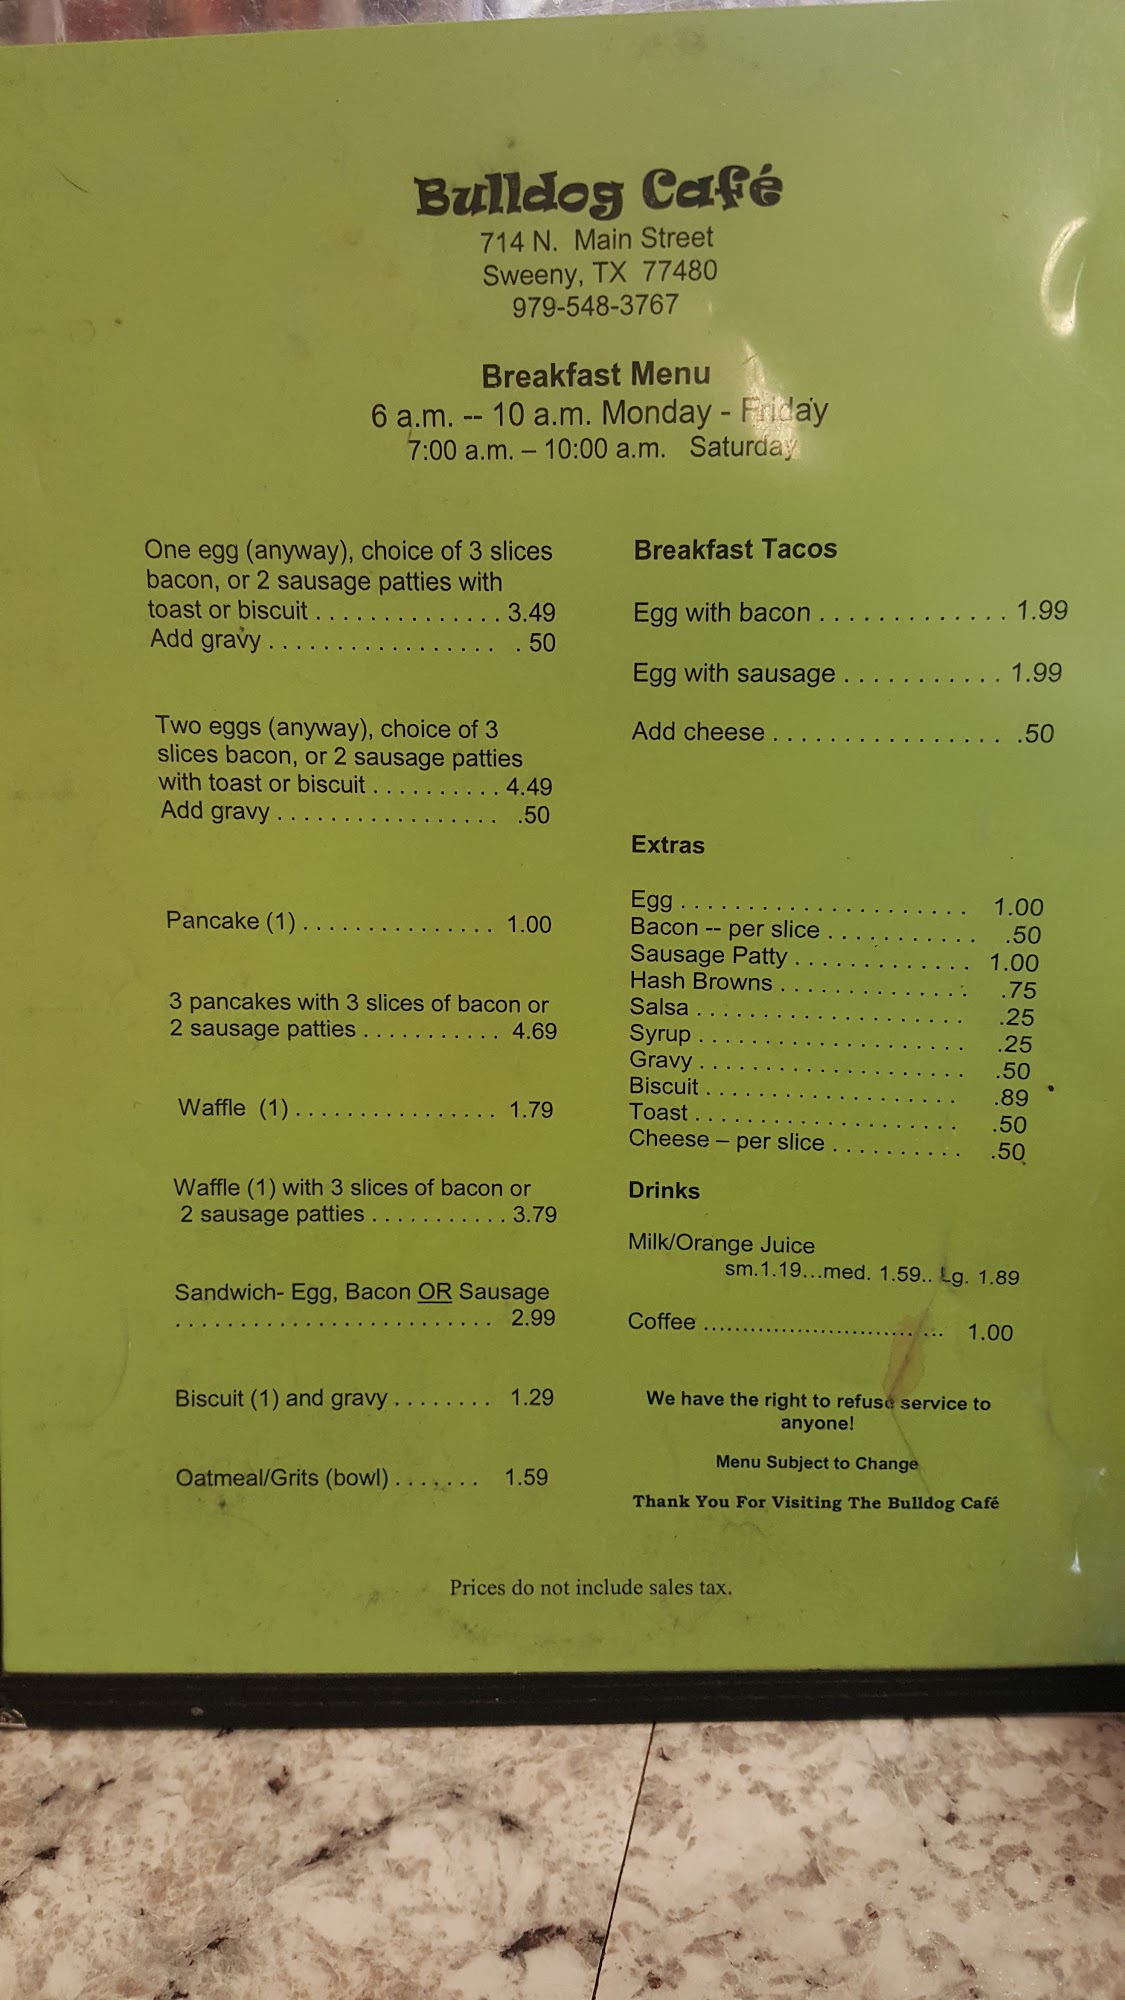 Bulldog Café
714 N. Main Street
Sweeny, TX 77480
979-548-3767
Breakfast Menu
6 a.m. -- 10 a.m. Monday - Friday
7:00 a.m. – 10:00 a.m. Saturday
One egg (anyway), choice of 3 slices
bacon, or 2 sausage patties with
toast or biscuit . . . . . . . . . . . . . . 3.49
Add gravy . . . . . . . . . . . . . . . . . . 50
Two eggs (anyway), choice of 3
slices bacon, or 2 sausage patties
with toast or biscuit . . . . . . . . . . 4.49
Add gravy . . . . . . . . . . . . . . . . . .50
Pancake (1) . . . . . . . . . . . . . . . 1.00
3 pancakes with 3 slices of bacon or
2 sausage patties . . . . . . . . . . . 4.69
Waffle (1) . . . . . . . . . . . . . . . . 1.79
Waffle (1) with 3 slices of bacon or
2 sausage patties . . . . . . . . . . . 3.79
Sandwich- Egg, Bacon OR Sausage
. . . . . . . . . . . . . . . . . . . . . . . . . 2.99
Biscuit (1) and gravy . . . . . . . . 1.29
Oatmeal/Grits (bowl) . . . . . . . 1.59
Breakfast Tacos
Egg with bacon . . . . . . . . . . . . . . 1.99
Egg with sausage . . . . . . . . . . . . 1.99
Add cheese . . . . . . . . . . . . . . . . . .50
Extras
Egg . . . . . . . . . . . . . . . . . . . . . 1.00
Bacon -- per slice . . . . . . . . . . . .50
Sausage Patty . . . . . . . . . . . . . 1.00
Hash Browns . . . . . . . . . . . . . . .75
Salsa . . . . . . . . . . . . . . . . . . . . .25
Syrup . . . . . . . . . . . . . . . . . . . . .25
Gravy . . . . . . . . . . . . . . . . . . . . .50
Biscuit . . . . . . . . . . . . . . . . . . . .89
Toast . . . . . . . . . . . . . . . . . . . . .50
Cheese – per slice . . . . . . . . . . .50
Drinks
Milk/Orange Juice
sm.1.19...med. 1.59.. Lg. 1.89
Coffee .................................... 1.00
We have the right to refuse service to
anyone!
Menu Subject to Change
Thank You For Visiting The Bulldog Café
Prices do not include sales tax.